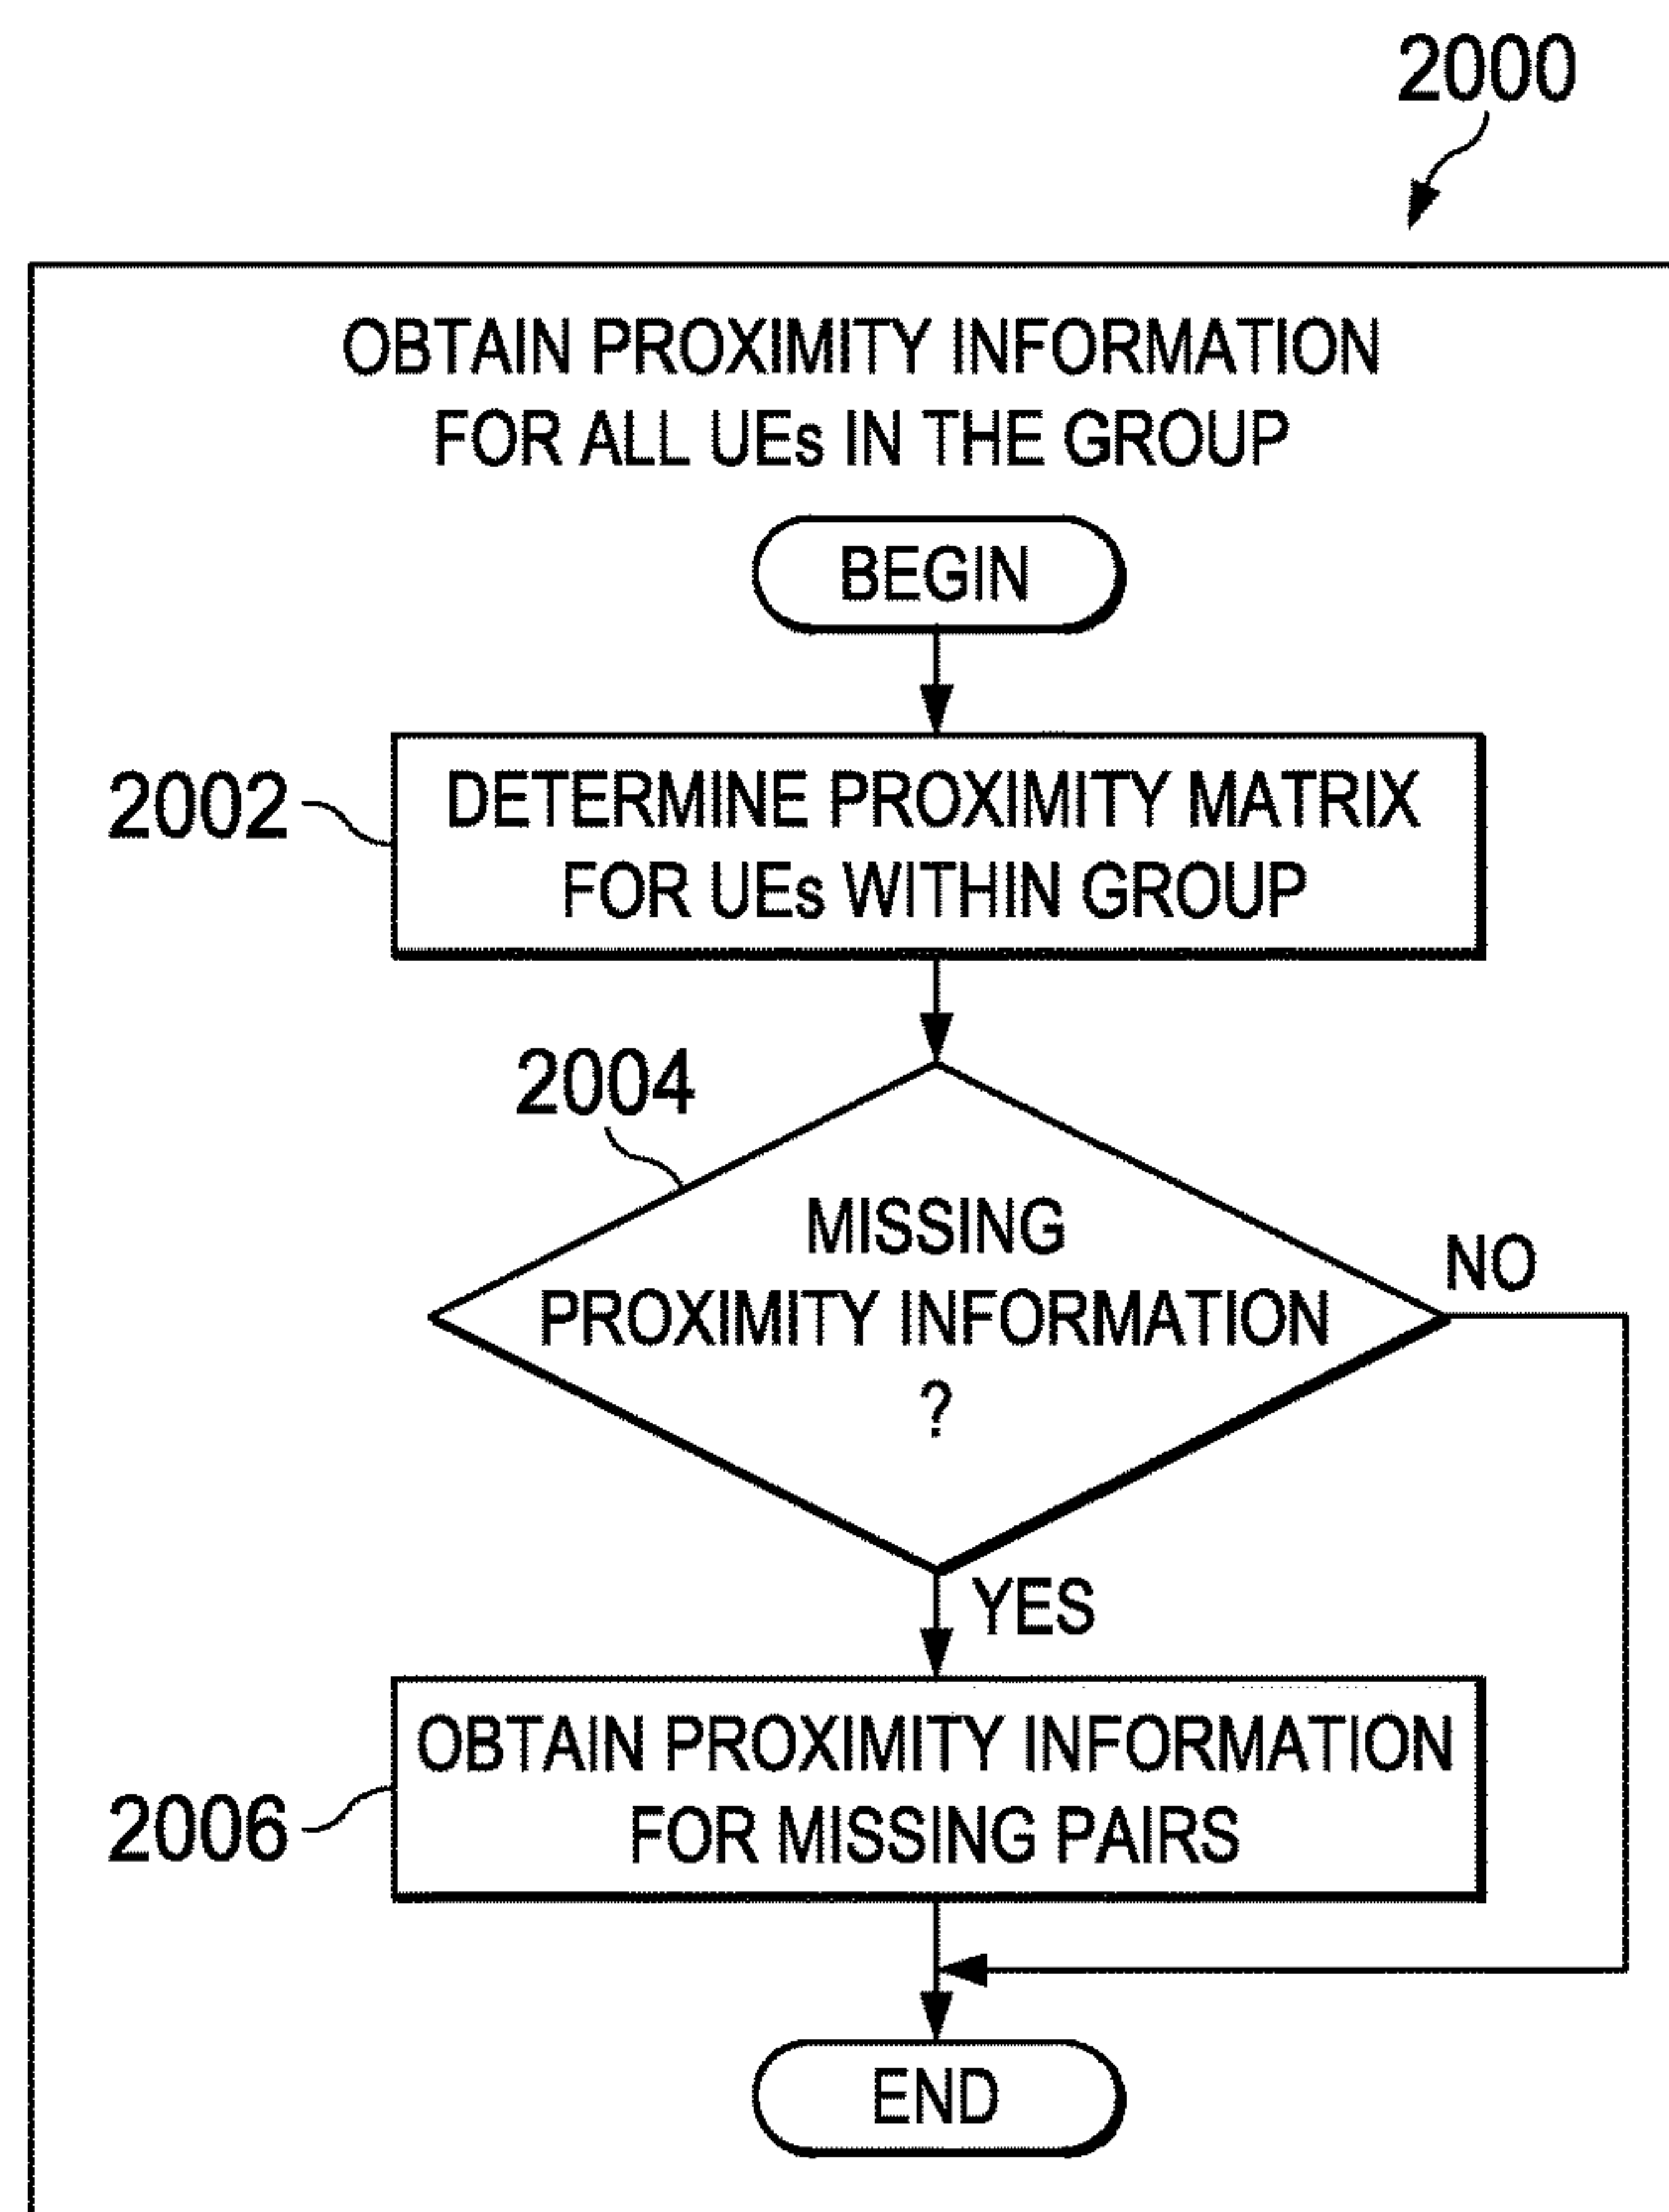 2000
OBTAIN PROXIMITY INFORMATION
FOR ALL UEs IN THE GROUP
BEGIN
2002
DETERMINE PROXIMITY MATRIX
FOR UEs WITHIN GROUP
2004
MISSING
PROXIMITY INFORMATION
?
NO
YES
2006
OBTAIN PROXIMITY INFORMATION
FOR MISSING PAIRS
END